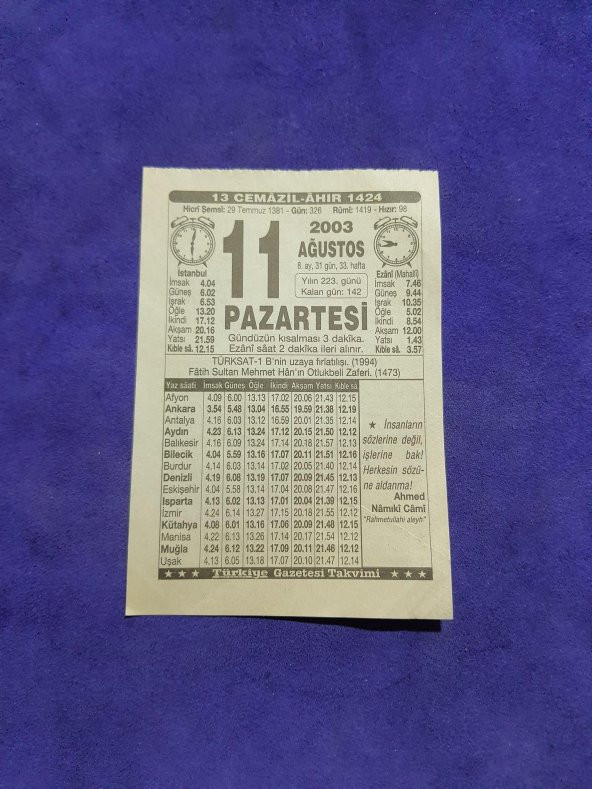 13 CEMÂZİL-ÂHIR 1424
Hicrî Şemsî: 29 Temmuz 1381 - Gün: 326 Rûmî: 1419 - Hızır: 98
İstanbul
İmsak 4.04
Güneş 6.02
İşrak 6.53
Öğle 13.20
İkindi 17.12
Akşam 20.16
Yatsı 21.59
Kıble sâ. 12.15
11
2003
AĞUSTOS
8. ay, 31 gün, 33. hafta
Yılın 223. günü
Kalan gün: 142
Ezânî (Mahallî)
İmsak 7.46
Güneş 9.44
İşrak 10.35
Öğle 5.02
İkindi 8.54
Akşam 12.00
Yatsı 1.43
Kıble sâ. 3.57
PAZARTESİ
Gündüzün kısalması 3 dakîka.
Ezânî sâat 2 dakîka ileri alınır.
TÜRKSAT-1 B'nin uzaya fırlatılışı. (1994)
Fâtih Sultan Mehmet Hân'ın Otlukbeli Zaferi. (1473)
Yaz sâati İmsak Güneş Öğle İkindi Akşam Yatsı Kıble sâ.
Afyon 4.09 6.00 13.13 17.02 20.06 21.43 12.15
Ankara 3.54 5.48 13.04 16.55 19.59 21.38 12.19
Antalya 4.16 6.03 13.12 16.59 20.01 21.35 12.14
Aydın 4.23 6.13 13.24 17.12 20.15 21.50 12.12
Balıkesir 4.16 6.09 13.24 17.14 20.18 21.57 12.13
Bilecik 4.04 5.59 13.16 17.07 20.11 21.51 12.16
Burdur 4.14 6.03 13.14 17.02 20.05 21.40 12.14
Denizli 4.19 6.08 13.19 17.07 20.09 21.45 12.13
Eskişehir 4.04 5.58 13.14 17.04 20.08 21.47 12.16
Isparta 4.13 6.02 13.13 17.01 20.04 21.39 12.15
İzmir 4.24 6.14 13.27 17.15 20.18 21.55 12.12
Kütahya 4.08 6.01 13.16 17.06 20.09 21.48 12.15
Manisa 4.22 6.13 13.26 17.14 20.17 21.54 12.12
Muğla 4.24 6.12 13.22 17.09 20.11 21.46 12.12
Uşak 4.13 6.05 13.18 17.07 20.10 21.47 12.14
★ İnsanların
sözlerine değil,
işlerine bak!
Herkesin sözü-
ne aldanma!
Ahmed
Nâmıkî Câmî
"Rahmetullahi aleyh"
★ ★ ★ Türkiye Gazetesi Takvimi ★ ★ ★